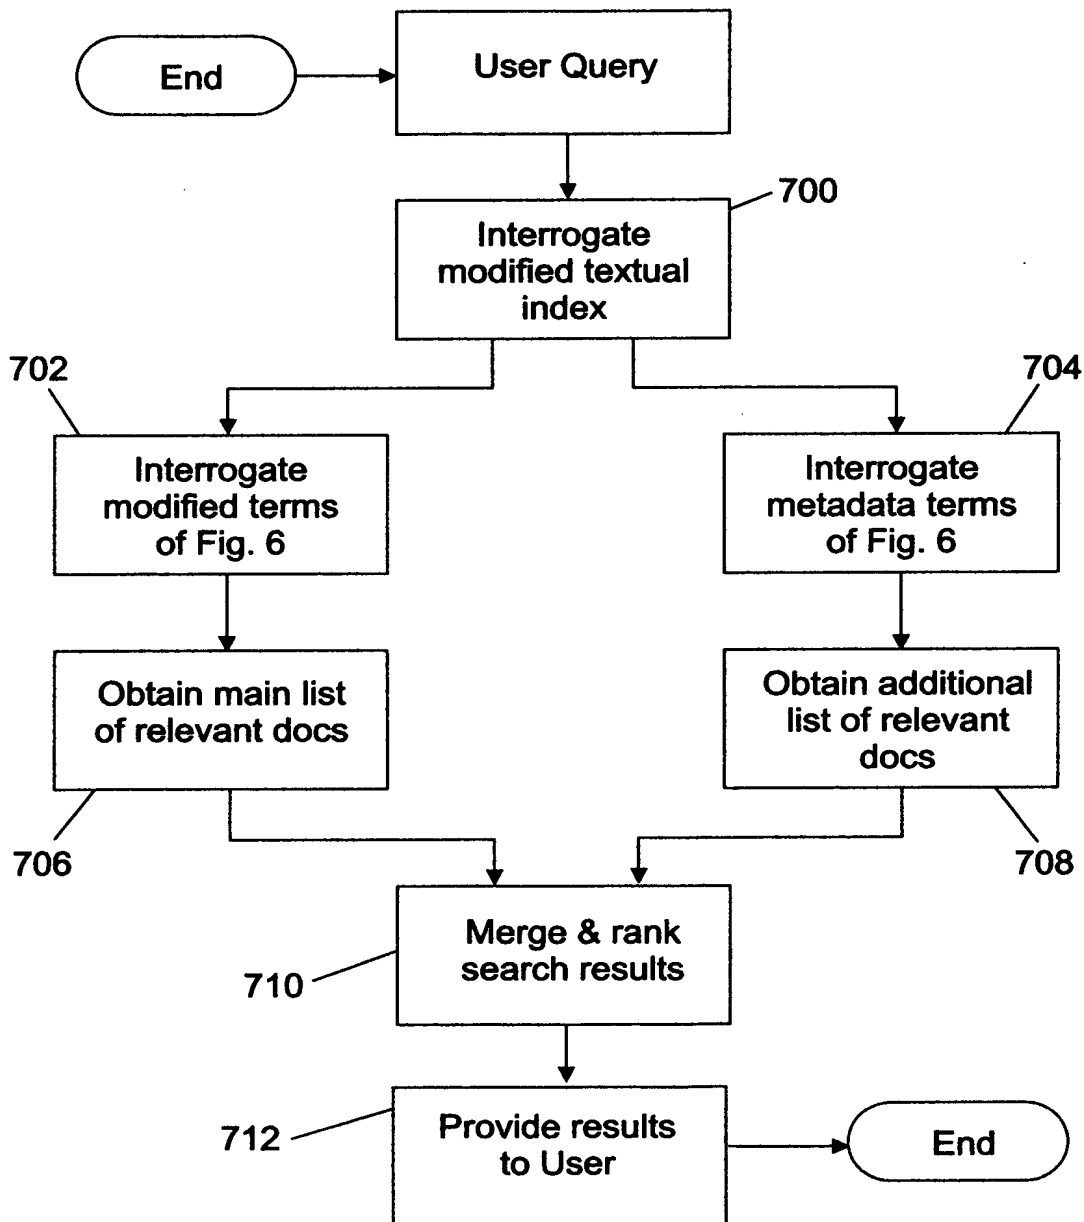 End
User Query
700
Interrogate
modified textual
index
702
704
Interrogate
modified terms
of Fig. 6
Interrogate
metadata terms
of Fig. 6
Obtain main list
of relevant docs
Obtain additional
list of relevant
docs
706
708
Merge & rank
search results
710
712
Provide results
to User
End